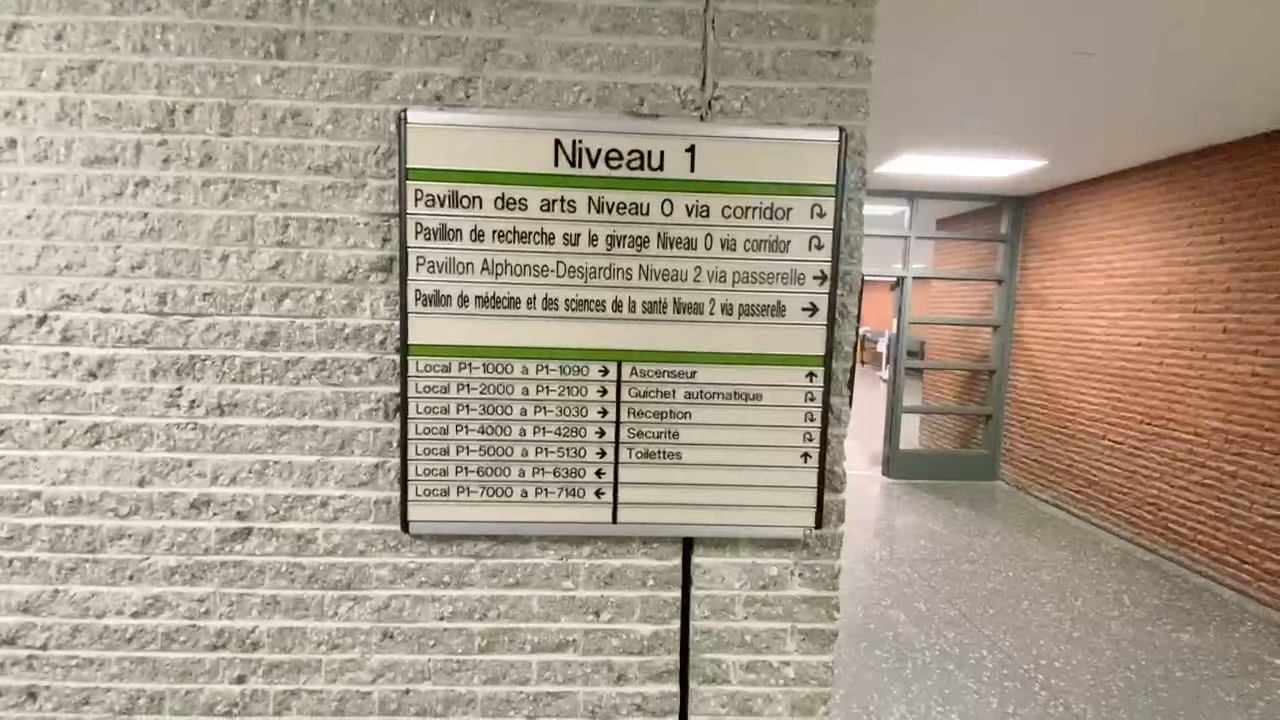 Niveau 1
Pavillon des arts Niveau 0 via corridor
Pavillon de recherche sur le givrage Niveau 0 via corridor
Pavillon Alphonse-Desjardins Niveau 2 via passerelle →
Pavillon de médecine et des sciences de la santé Niveau 2 via passerelle →
Local P1-1000 à P1-1090 →
Local P1-2000 à P1-2100 →
Local P1-3000 à P1-3030 →
Local P1-4000 à P1-4280 →
Local P1-5000 à P1-5130 →
Local P1-6000 à P1-6380 ←
Local P1-7000 à P1-7140 ←
Ascenseur ↑
Guichet automatique
Réception
Sécurité
Toilettes ↑